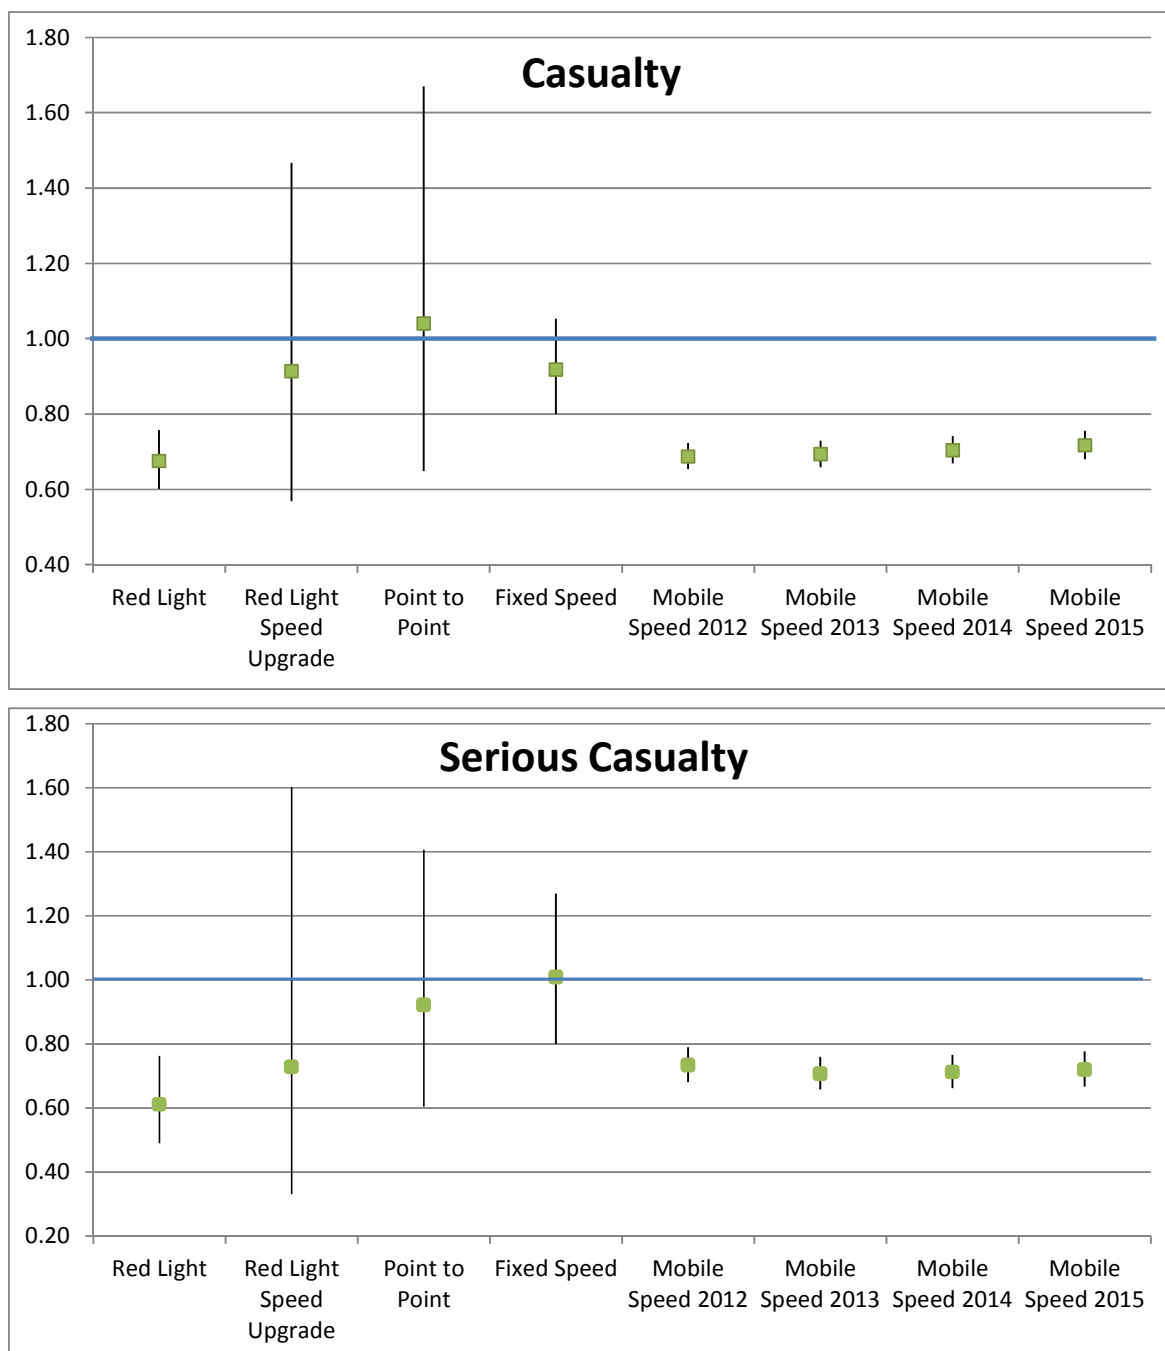 Casualty
1.80
1.60
1.40
1.20
1.00
0.80
0.60
0.40
Red Light
Red Light
Speed
Upgrade
Point to
Point
Fixed Speed
Mobile
Speed 2012
Mobile
Speed 2013
Mobile
Speed 2014
Mobile
Speed 2015
Serious Casualty
1.80
1.60
1.40
1.20
1.00
0.80
0.60
0.40
0.20
Red Light
Red Light
Speed
Upgrade
Point to
Point
Fixed Speed
Mobile
Speed 2012
Mobile
Speed 2013
Mobile
Speed 2014
Mobile
Speed 2015